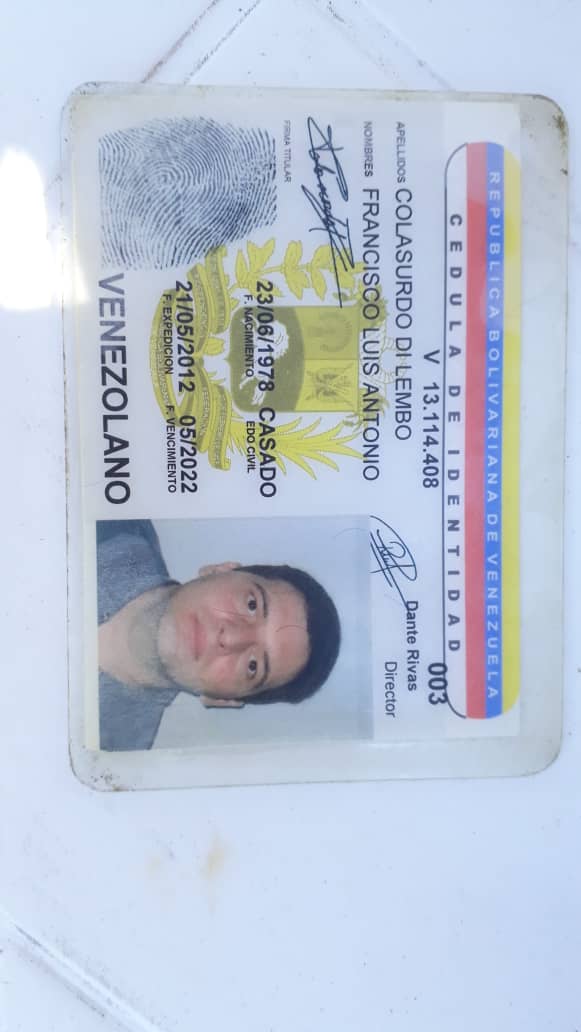 REPUBLICA BOLIVARIANA DE VENEZUELA
CEDULA DE IDENTIDAD
V 13.114.408
003
APELLIDOS COLASURDO DI LEMBO
NOMBRES FRANCISCO LUIS ANTONIO
Dante Rivas
Director
FIRMA TITULAR
23/06/1978 CASADO
F. NACIMIENTO EDO CIVIL
21/05/2012 05/2022
F. EXPEDICION F. VENCIMIENTO
VENEZOLANO